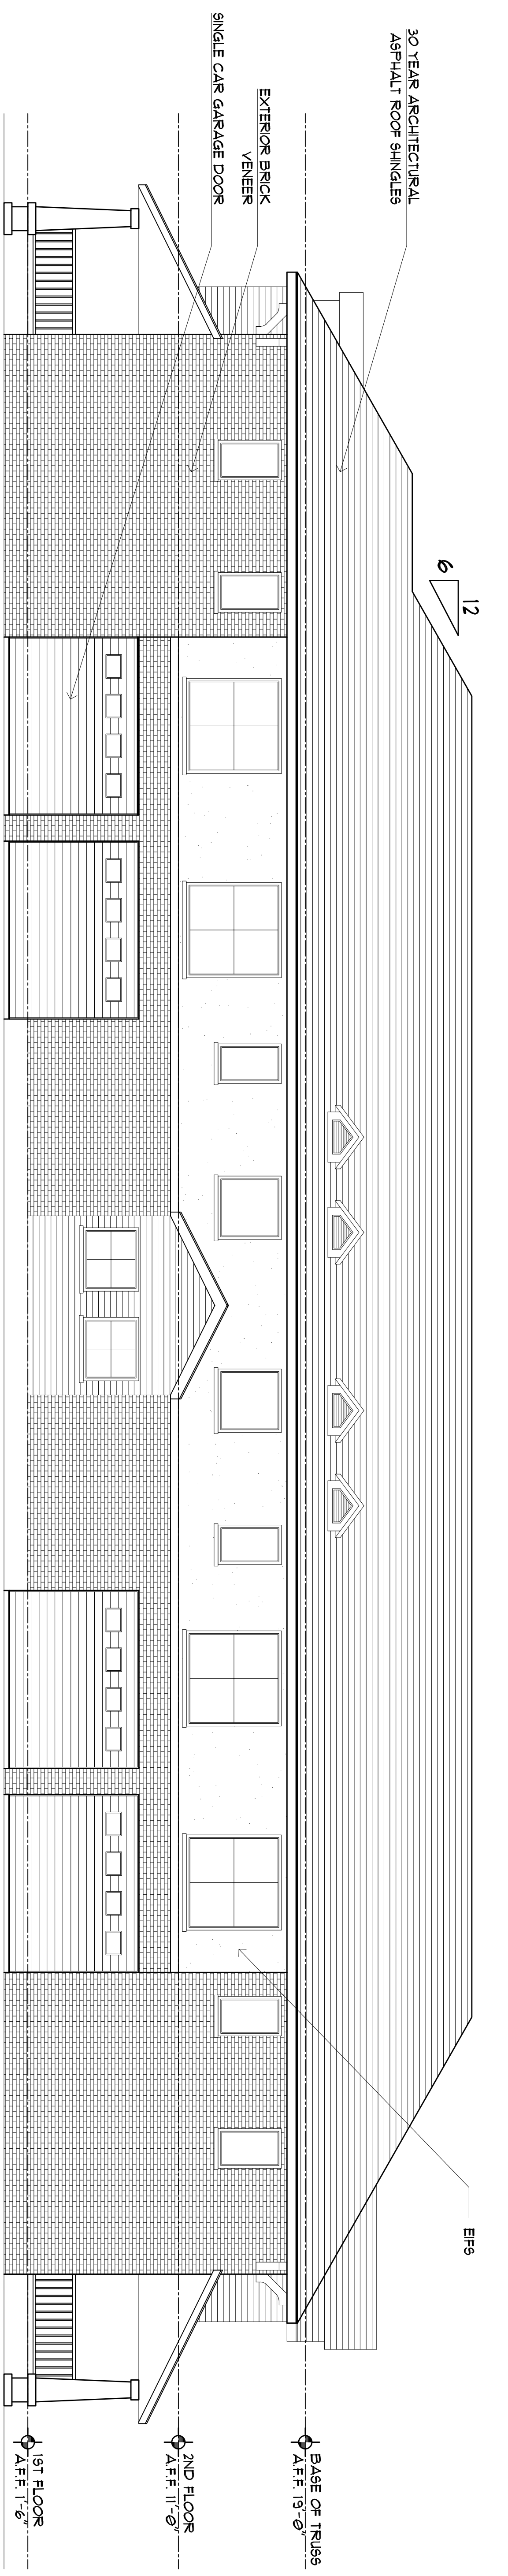 30 YEAR ARCHITECTURAL
ASPHALT ROOF SHINGLES
EXTERIOR BRICK
VENEER
SINGLE CAR GARAGE DOOR
12
6
EIFS
BASE OF TRUSS
A.F.F. 19'-0"
2ND FLOOR
A.F.F. 11'-0"
1ST FLOOR
A.F.F. 1'-6"